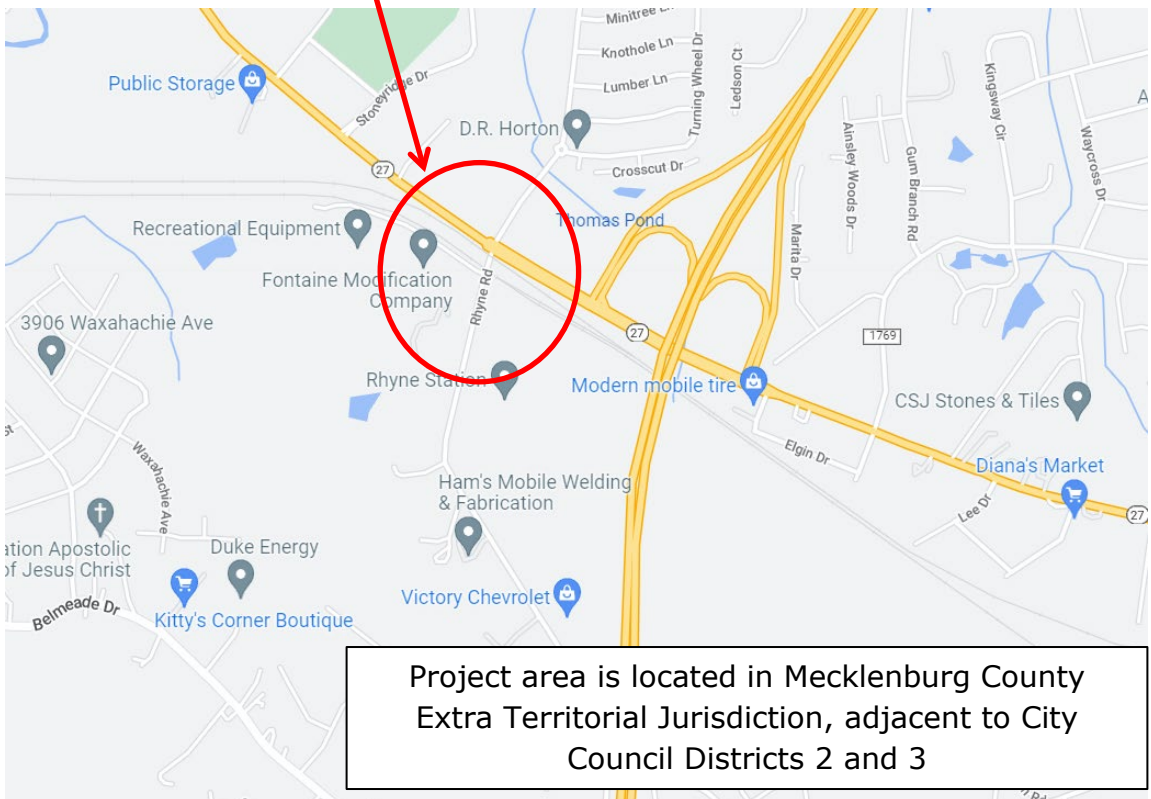 Minitree Ln
Knothole Ln
Lumber Ln
Turning Wheel Dr
Ledson Ct
Kingsway Cir
Waycross Dr
A
Public Storage
Stoneyridge Dr
D.R. Horton
Crosscut Dr
Ainsley Woods Dr
Gum Branch Rd
27
Thomas Pond
Marita Dr
Recreational Equipment
Fontaine Modification
Company
Rhyne Rd
3906 Waxahachie Ave
27
1769
Rhyne Station
Modern mobile tire
CSJ Stones & Tiles
Elgin Dr
Diana's Market
Waxahachie Ave
Ham's Mobile Welding
& Fabrication
Lee Dr
27
ation Apostolic
of Jesus Christ
Duke Energy
Victory Chevrolet
Belmeade Dr
Kitty's Corner Boutique
Project area is located in Mecklenburg County
Extra Territorial Jurisdiction, adjacent to City
Council Districts 2 and 3